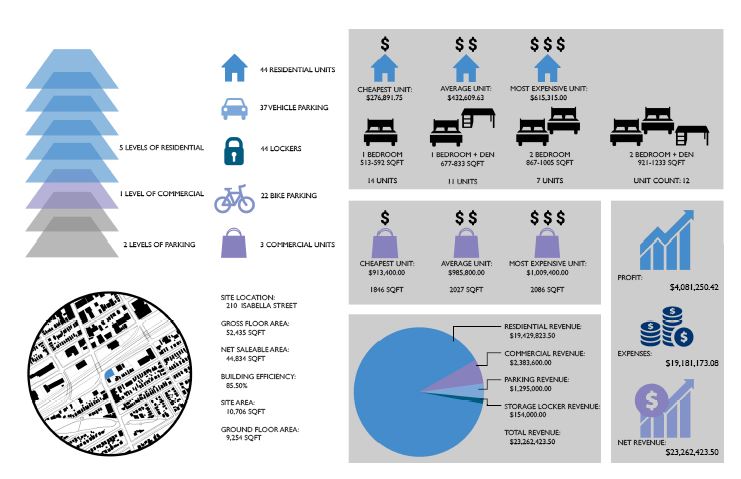 5 LEVELS OF RESIDENTIAL
1 LEVEL OF COMMERCIAL
2 LEVELS OF PARKING
44 RESIDENTIAL UNITS
37 VEHICLE PARKING
44 LOCKERS
22 BIKE PARKING
3 COMMERCIAL UNITS
SITE LOCATION:
210 ISABELLA STREET
GROSS FLOOR AREA:
52,435 SQFT
NET SALEABLE AREA:
44,834 SQFT
BUILDING EFFICIENCY:
85.50%
SITE AREA:
10,706 SQFT
GROUND FLOOR AREA:
9,254 SQFT
$
$ $
$ $ $
CHEAPEST UNIT:
$276,891.75
AVERAGE UNIT:
$432,609.63
MOST EXPENSIVE UNIT:
$615,315.00
1 BEDROOM
513-592 SQFT
14 UNITS
1 BEDROOM + DEN
677-833 SQFT
11 UNITS
2 BEDROOM
867-1005 SQFT
7 UNITS
2 BEDROOM + DEN
921-1233 SQFT
UNIT COUNT: 12
$
$ $
$ $ $
CHEAPEST UNIT:
$913,400.00
1846 SQFT
AVERAGE UNIT:
$985,800.00
2027 SQFT
MOST EXPENSIVE UNIT:
$1,009,400.00
2086 SQFT
RESIDENTIAL REVENUE:
$19,429,823.50
COMMERCIAL REVENUE:
$2,383,600.00
PARKING REVENUE:
$1,295,000.00
STORAGE LOCKER REVENUE:
$154,000.00
TOTAL REVENUE:
$23,262,423.50
PROFIT:
$4,081,250.42
$
$
$
EXPENSES:
$19,181,173.08
$
NET REVENUE:
$23,262,423.50